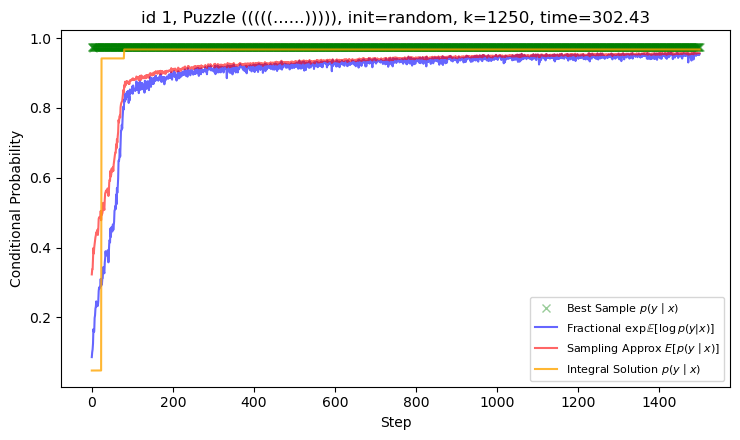 id 1, Puzzle (((((......))))), init=random, k=1250, time=302.43
Conditional Probability
1.0
0.8
0.6
0.4
0.2
Best Sample p(y | x)
Fractional exp𝔼[log p(y|x)]
Sampling Approx E[p(y | x)]
Integral Solution p(y | x)
0 200 400 600 800 1000 1200 1400
Step